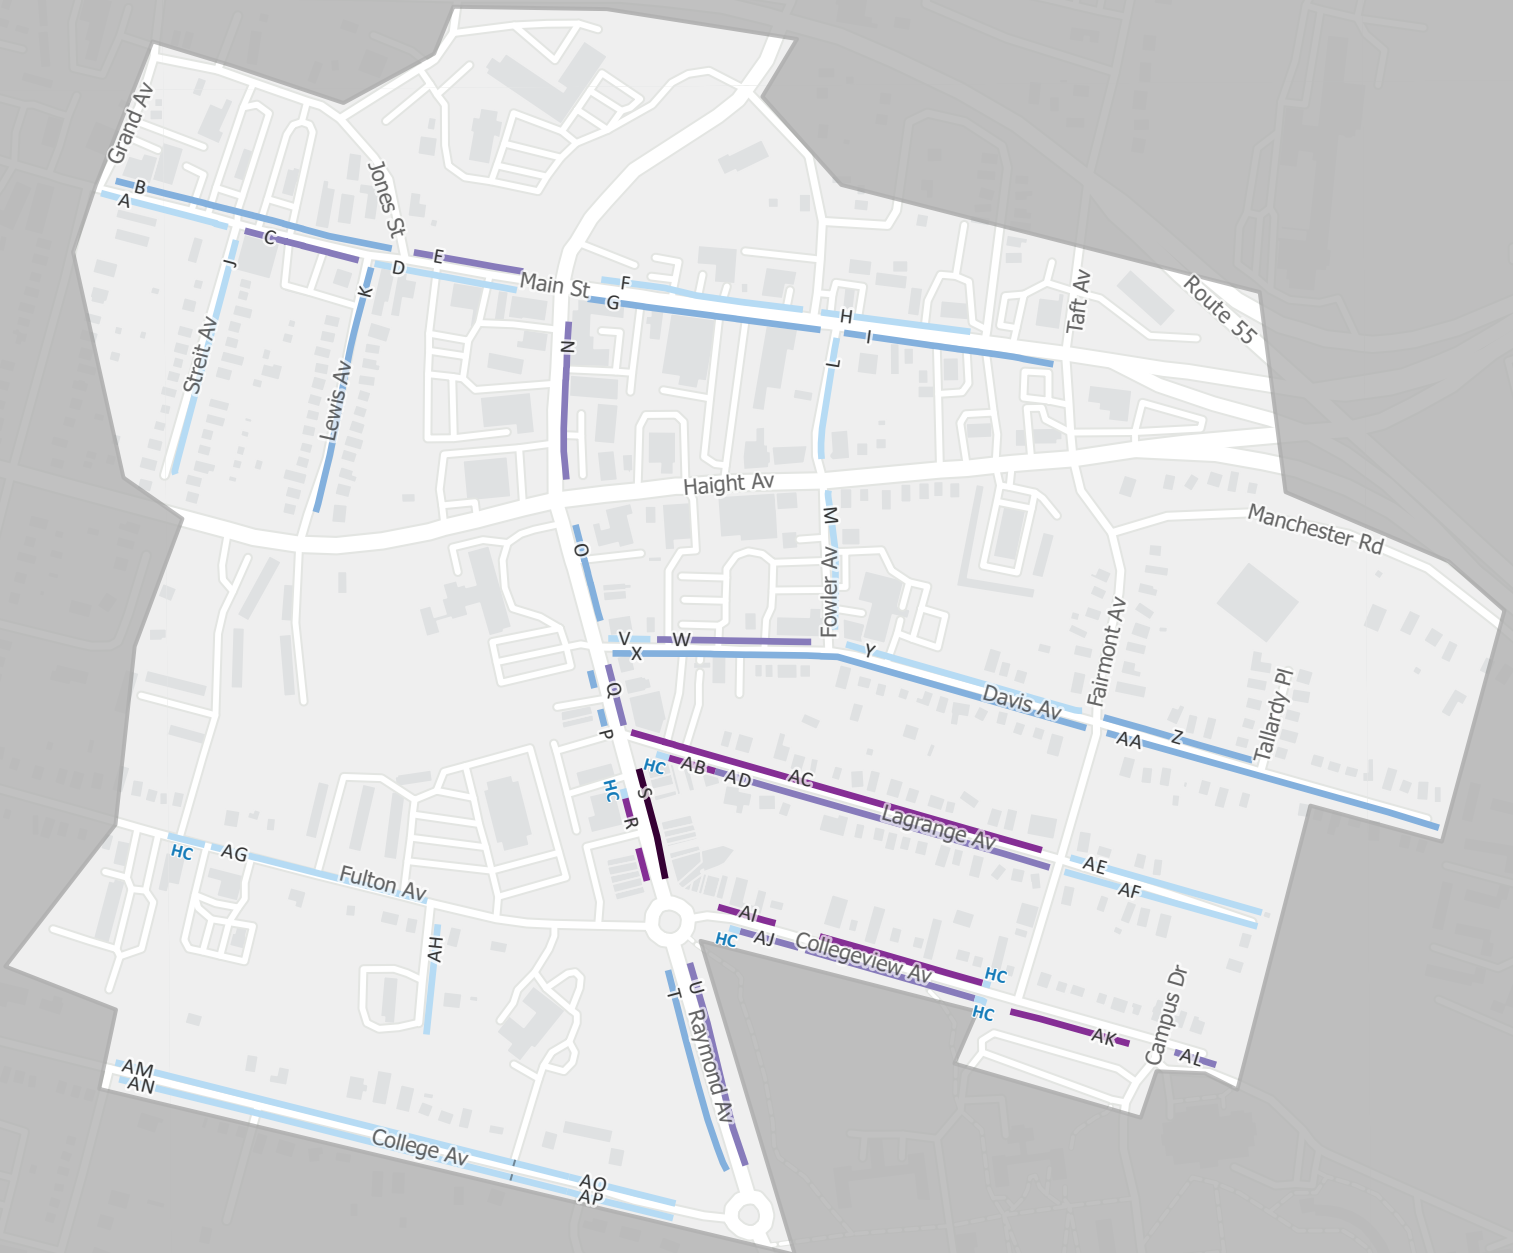 Grand Av
B
A
Jones St
C
E
D
J
K
Main St
F
G
H
I
Taft Av
Route 55
Streit Av
Lewis Av
N
L
Haight Av
M
Manchester Rd
O
Fowler Av
V
W
X
Y
Fairmont Av
Davis Av
Tallardy Pl
Q
P
Z
AA
HC
AB
AD
AC
HC
S
R
Lagrange Av
HC
AG
Fulton Av
AE
AF
AI
HC
AJ
Collegeview Av
HC
HC
AH
T
U
Raymond Av
AK
Campus Dr
AL
AM
AN
College Av
AO
AP